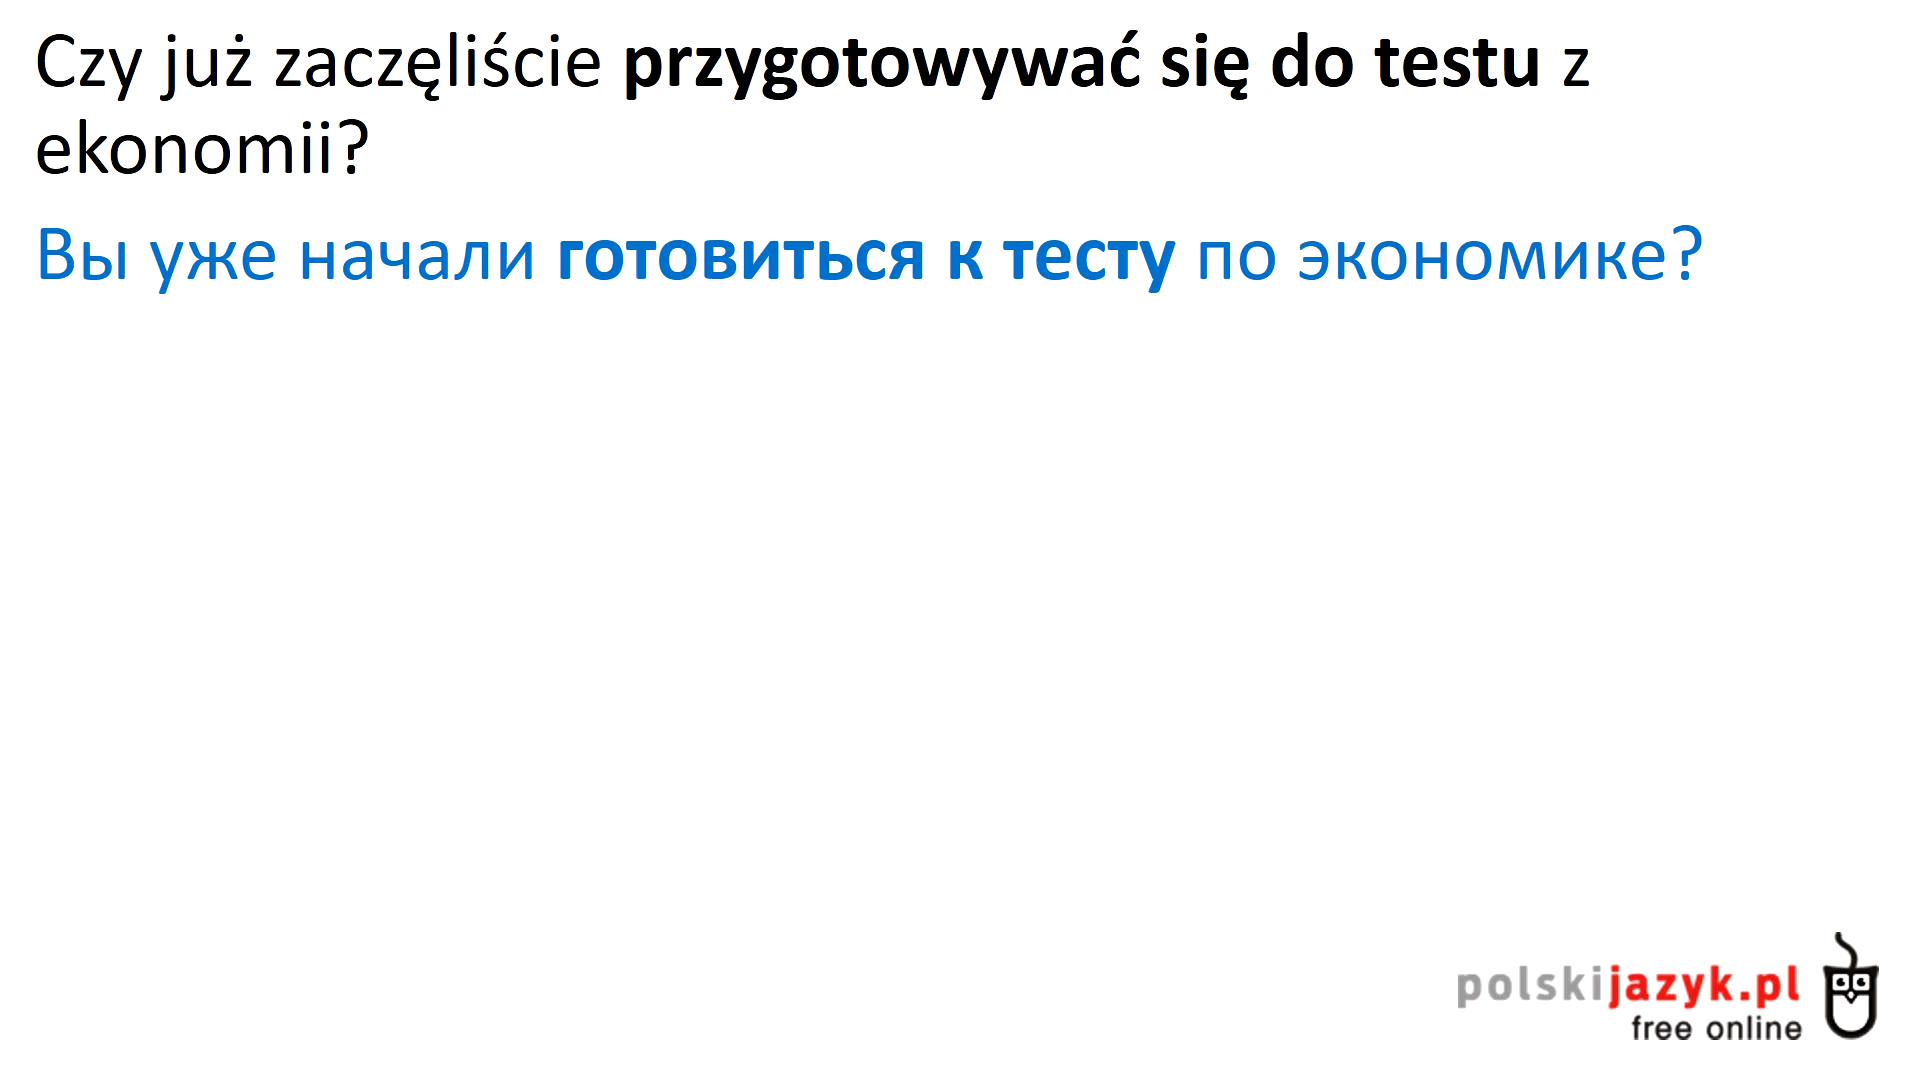 Czy już zaczęliście przygotowywać się do testu z
ekonomii?
Вы уже начали готовиться к тесту по экономике?
polskijazyk.pl
free online